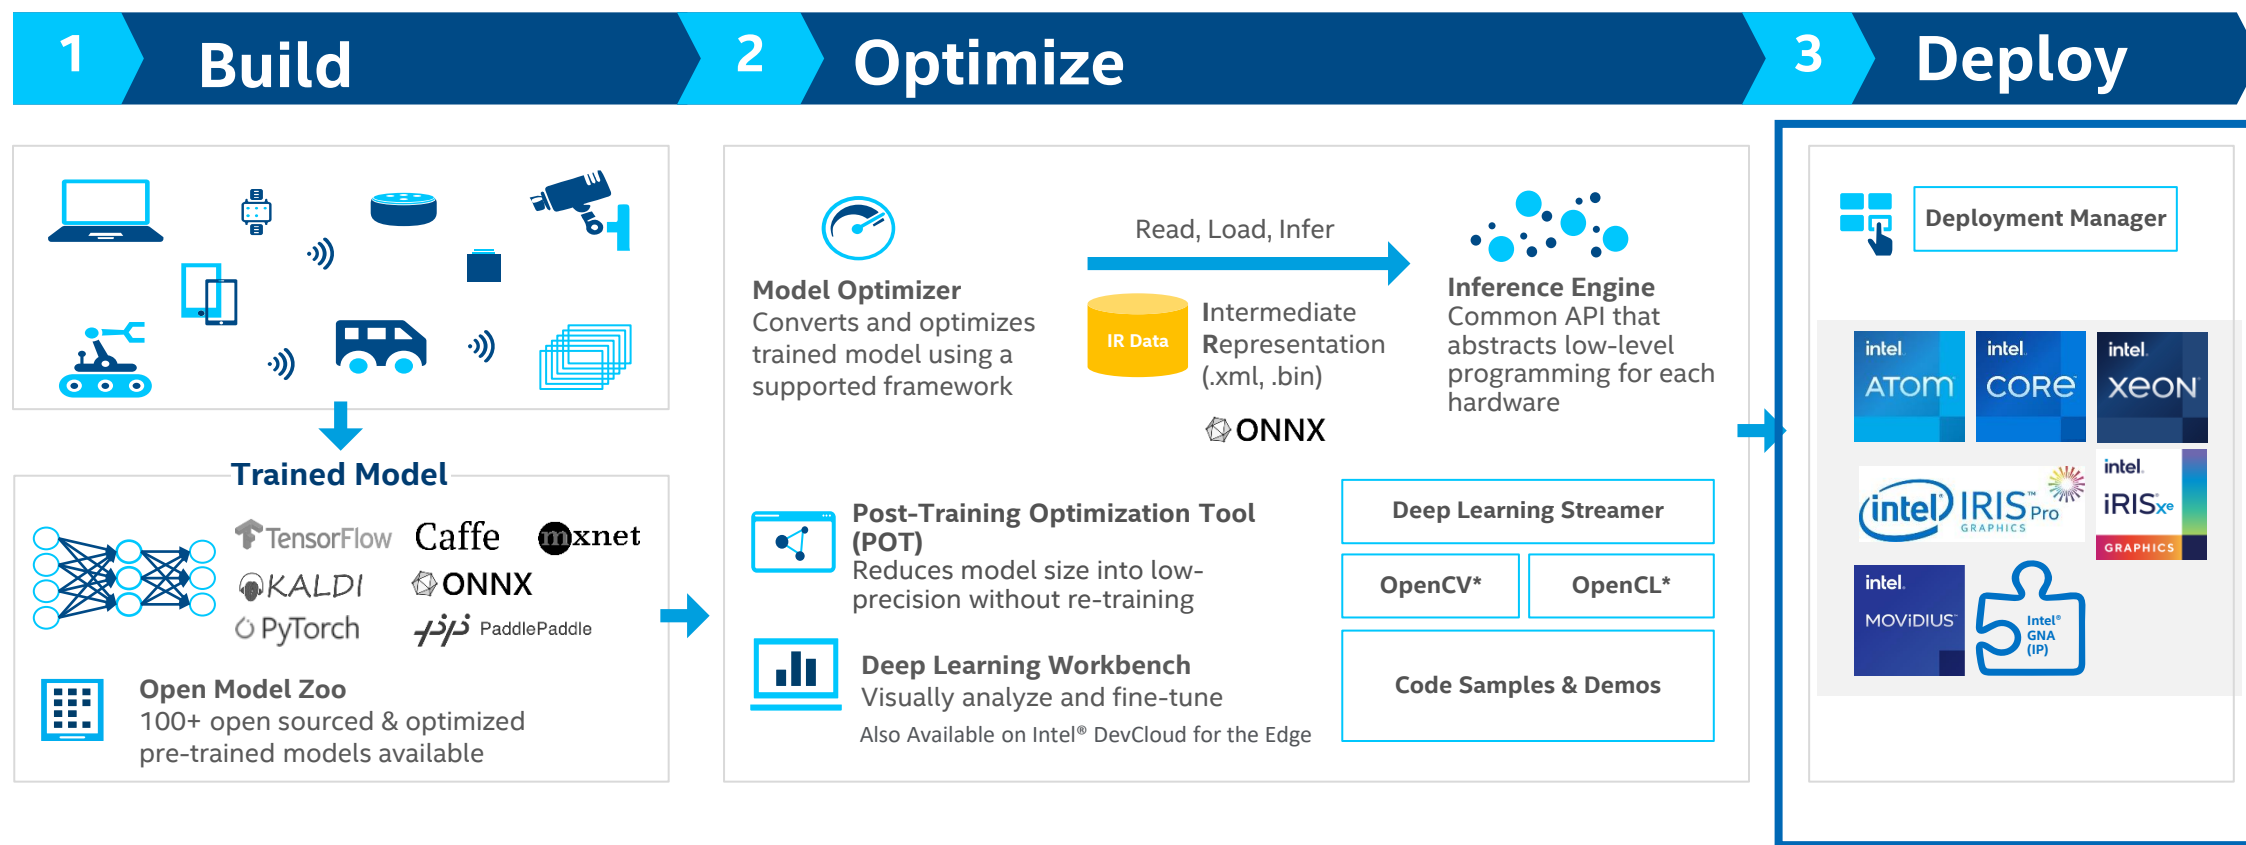 1
Build
2
Optimize
3
Deploy
Trained Model
TensorFlow
Caffe
mxnet
KALDI
ONNX
PyTorch
PaddlePaddle
Open Model Zoo
100+ open sourced & optimized
pre-trained models available
Model Optimizer
Converts and optimizes
trained model using a
supported framework
Read, Load, Infer
IR Data
Intermediate
Representation
(.xml, .bin)
ONNX
Inference Engine
Common API that
abstracts low-level
programming for each
hardware
Post-Training Optimization Tool
(POT)
Reduces model size into low-
precision without re-training
Deep Learning Workbench
Visually analyze and fine-tune
Also Available on Intel® DevCloud for the Edge
Deep Learning Streamer
OpenCV*
OpenCL*
Code Samples & Demos
Deployment Manager
intel.
ATOM™
intel.
CORE™
intel.
XEON™
intel IRIS™ Pro
GRAPHICS
intel.
iRIS Xe
GRAPHICS
intel.
MOVIDIUS™
Intel®
GNA
(IP)